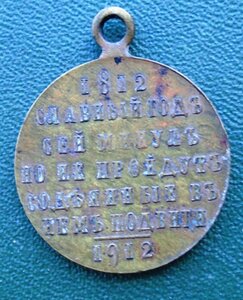 1812
СЛАВНЫЙ ГОДЪ
СЕЙ МИНУЛЪ
НО НЕ ПРОЙДУТЪ
СОДѢЯННЫЕ ВЪ
НЕМЪ ПОДВИГИ
1912